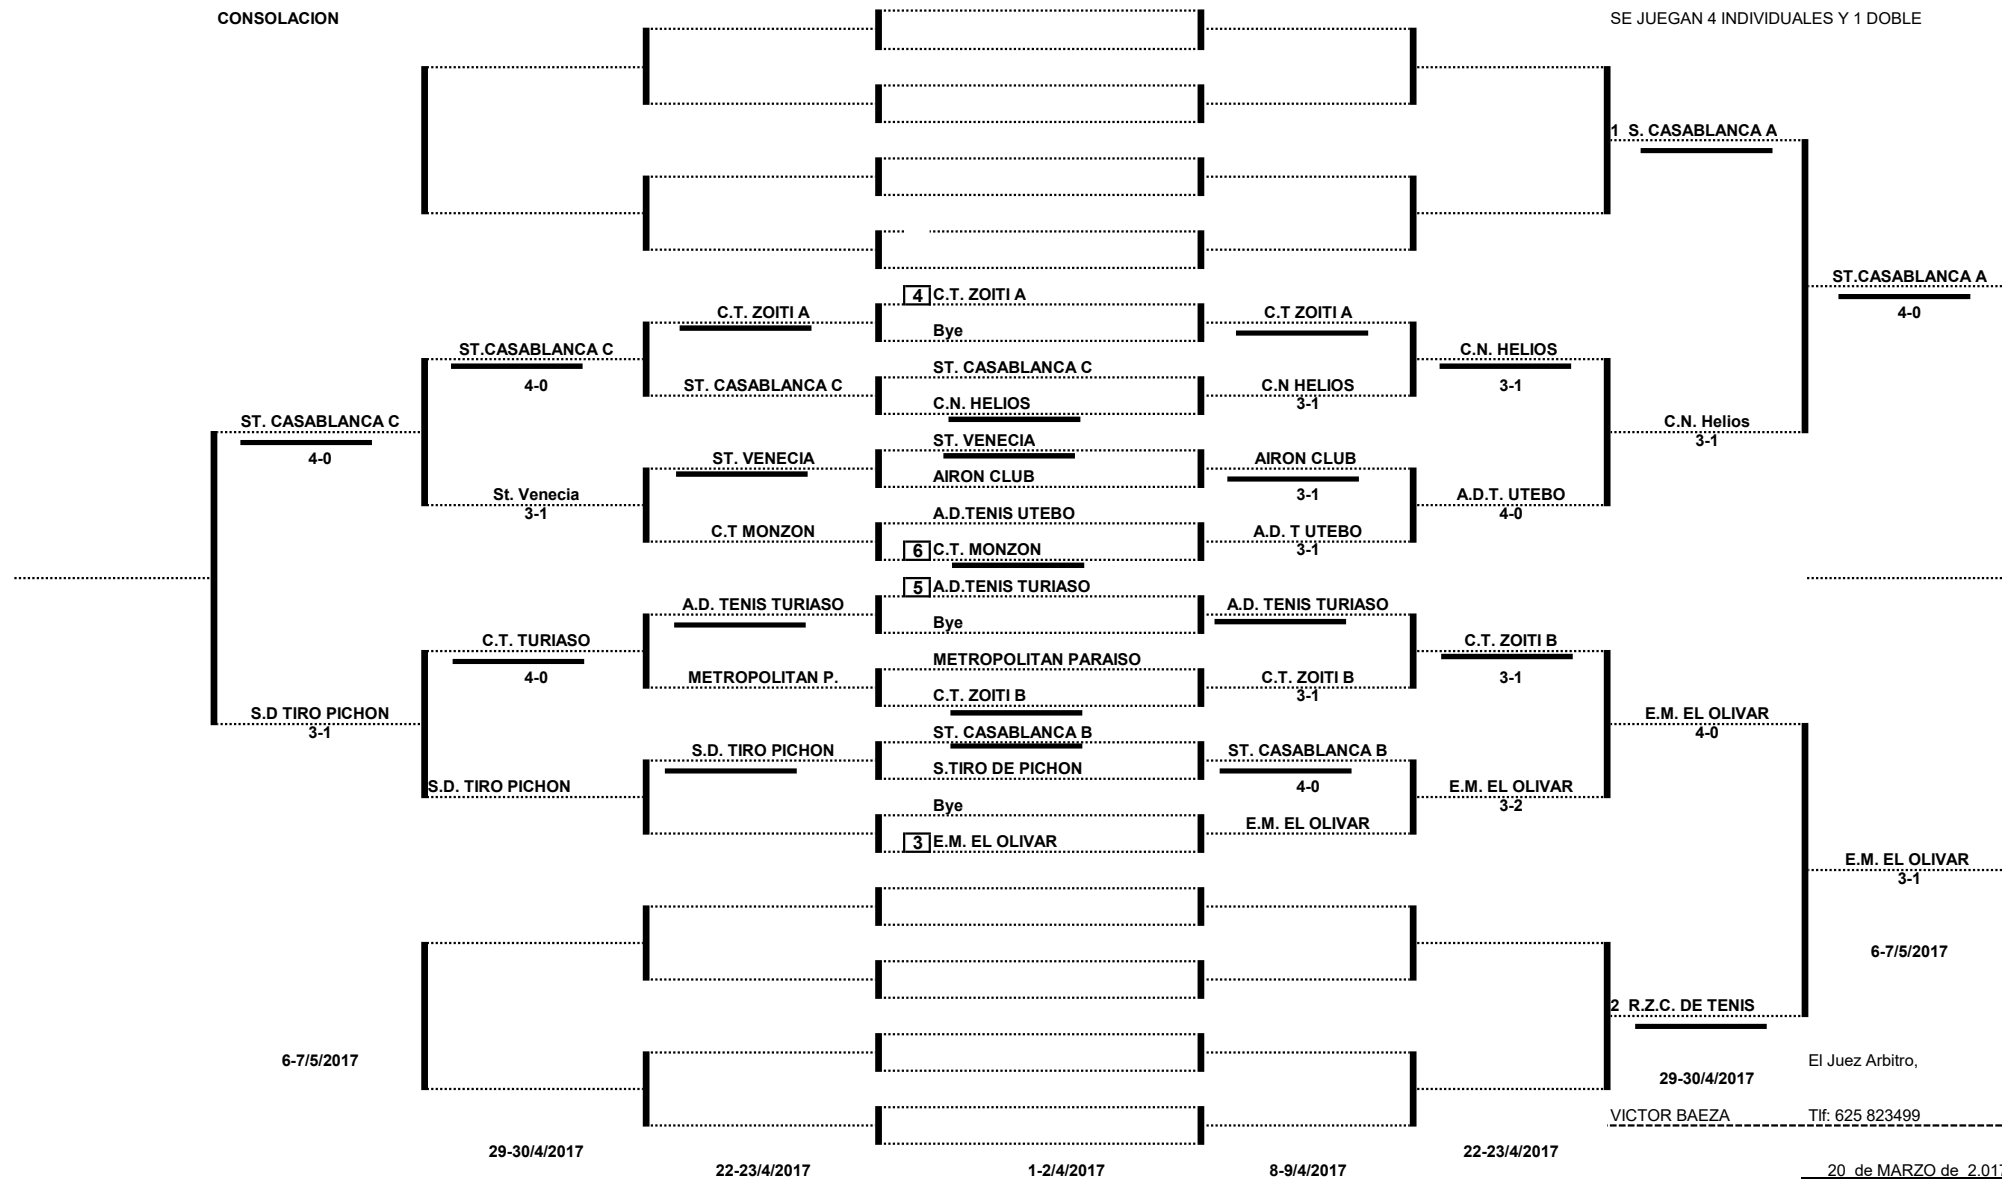 CONSOLACION
SE JUEGAN 4 INDIVIDUALES Y 1 DOBLE
1 S. CASABLANCA A
ST.CASABLANCA A
4-0
4 C.T. ZOITI A
C.T. ZOITI A
C.T ZOITI A
Bye
ST.CASABLANCA C
4-0
C.N. HELIOS
3-1
ST. CASABLANCA C
ST. CASABLANCA C
C.N HELIOS
3-1
C.N. HELIOS
ST. CASABLANCA C
4-0
C.N. Helios
3-1
ST. VENECIA
ST. VENECIA
AIRON CLUB
3-1
AIRON CLUB
St. Venecia
3-1
A.D.T. UTEBO
4-0
A.D.TENIS UTEBO
C.T MONZON
A.D. T UTEBO
3-1
6 C.T. MONZON
5 A.D.TENIS TURIASO
A.D. TENIS TURIASO
A.D. TENIS TURIASO
Bye
C.T. TURIASO
4-0
C.T. ZOITI B
3-1
METROPOLITAN PARAISO
METROPOLITAN P.
C.T. ZOITI B
3-1
C.T. ZOITI B
S.D TIRO PICHON
3-1
E.M. EL OLIVAR
4-0
ST. CASABLANCA B
S.D. TIRO PICHON
ST. CASABLANCA B
4-0
S.TIRO DE PICHON
S.D. TIRO PICHON
E.M. EL OLIVAR
3-2
Bye
E.M. EL OLIVAR
3 E.M. EL OLIVAR
E.M. EL OLIVAR
3-1
6-7/5/2017
2 R.Z.C. DE TENIS
6-7/5/2017
El Juez Arbitro,
29-30/4/2017
VICTOR BAEZA Tlf: 625 823499
29-30/4/2017
22-23/4/2017
22-23/4/2017
1-2/4/2017
8-9/4/2017
20 de MARZO de 2.017